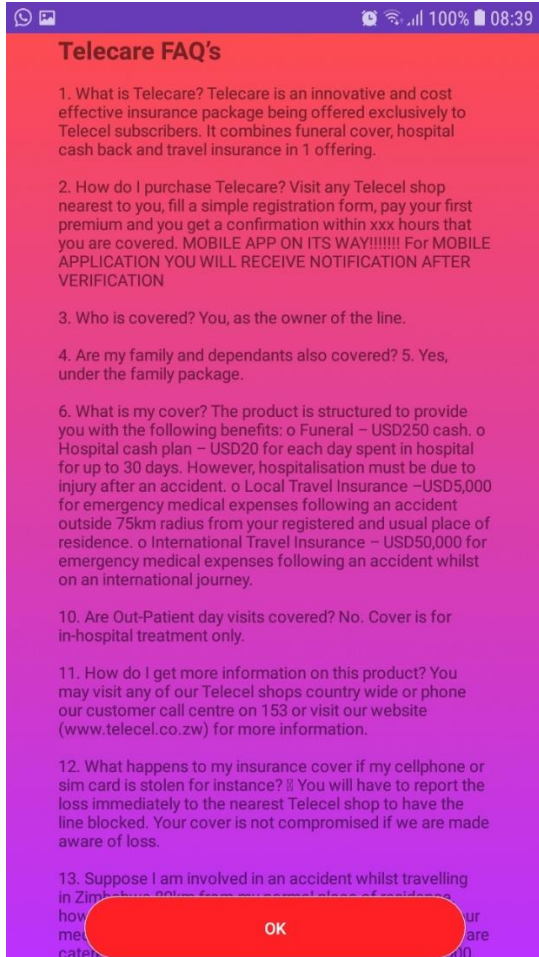 100% 08:39
Telecare FAQ's
1. What is Telecare? Telecare is an innovative and cost
effective insurance package being offered exclusively to
Telecel subscribers. It combines funeral cover, hospital
cash back and travel insurance in 1 offering.
2. How do I purchase Telecare? Visit any Telecel shop
nearest to you, fill a simple registration form, pay your first
premium and you get a confirmation within xxx hours that
you are covered. MOBILE APP ON ITS WAY!!!!!!! For MOBILE
APPLICATION YOU WILL RECEIVE NOTIFICATION AFTER
VERIFICATION
3. Who is covered? You, as the owner of the line.
4. Are my family and dependants also covered? 5. Yes,
under the family package.
6. What is my cover? The product is structured to provide
you with the following benefits: o Funeral – USD250 cash. o
Hospital cash plan – USD20 for each day spent in hospital
for up to 30 days. However, hospitalisation must be due to
injury after an accident. o Local Travel Insurance –USD5,000
for emergency medical expenses following an accident
outside 75km radius from your registered and usual place of
residence. o International Travel Insurance – USD50,000 for
emergency medical expenses following an accident whilst
on an international journey.
10. Are Out-Patient day visits covered? No. Cover is for
in-hospital treatment only.
11. How do I get more information on this product? You
may visit any of our Telecel shops country wide or phone
our customer call centre on 153 or visit our website
(www.telecel.co.zw) for more information.
12. What happens to my insurance cover if my cellphone or
sim card is stolen for instance? You will have to report the
loss immediately to the nearest Telecel shop to have the
line blocked. Your cover is not compromised if we are made
aware of loss.
13. Suppose I am involved in an accident whilst travelling
in Zimbabwe 80km from my normal place of residence,
are
OK